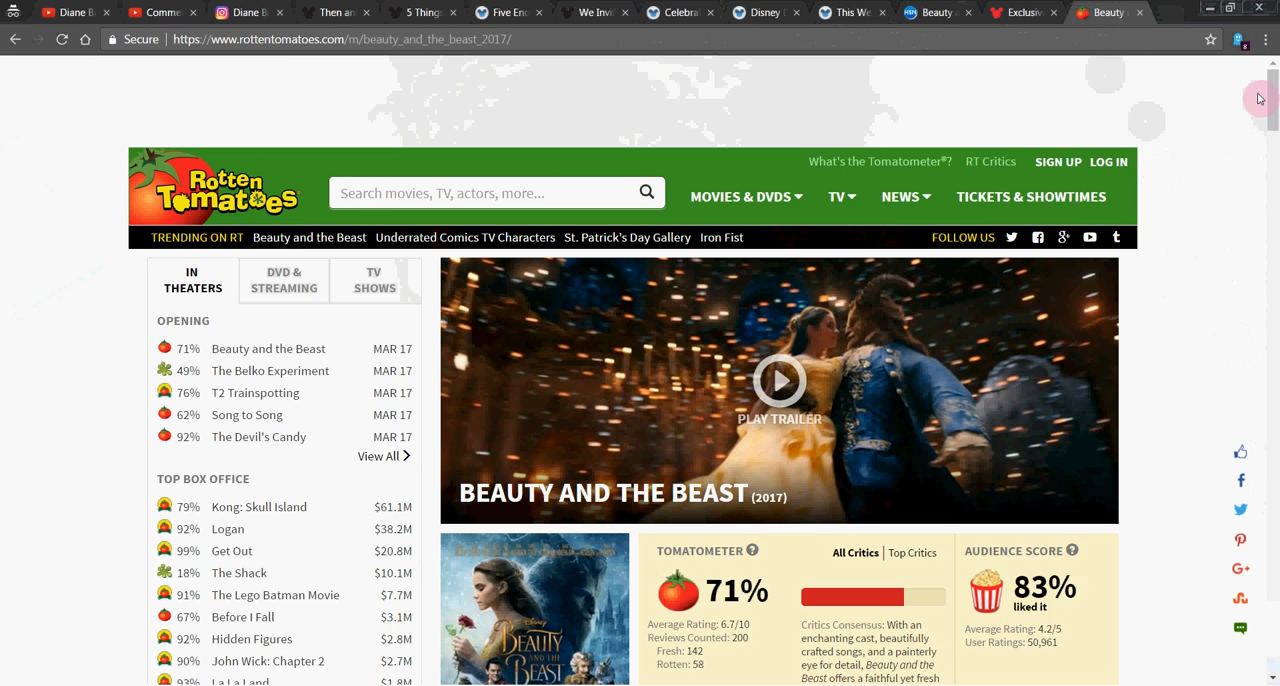 Diane B
Comme
Diane B
Then an
5 Thing
Five En
We Invi
Celebra
Disney
This We
HSN Beauty
Exclusiv
Beauty
Secure https://www.rottentomatoes.com/m/beauty_and_the_beast_2017/
8
Rotten
Tomatoes
Search movies, TV, actors, more...
What's the Tomatometer®? RT Critics SIGN UP LOG IN
MOVIES & DVDS TV NEWS TICKETS & SHOWTIMES
TRENDING ON RT Beauty and the Beast Underrated Comics TV Characters St. Patrick's Day Gallery Iron Fist FOLLOW US
IN THEATERS
DVD & STREAMING
TV SHOWS
OPENING
71% Beauty and the Beast MAR 17
49% The Belko Experiment MAR 17
76% T2 Trainspotting MAR 17
62% Song to Song MAR 17
92% The Devil's Candy MAR 17
View All
TOP BOX OFFICE
79% Kong: Skull Island $61.1M
92% Logan $38.2M
99% Get Out $20.8M
18% The Shack $10.1M
91% The Lego Batman Movie $7.7M
67% Before I Fall $3.1M
92% Hidden Figures $2.8M
90% John Wick: Chapter 2 $2.7M
93% La La Land $1.8M
PLAY TRAILER
BEAUTY AND THE BEAST (2017)
Disney
BEAUTY
AND THE
BEAST
TOMATOMETER
All Critics | Top Critics
71%
Average Rating: 6.7/10
Reviews Counted: 200
Fresh: 142
Rotten: 58
Critics Consensus: With an
enchanting cast, beautifully
crafted songs, and a painterly
eye for detail, Beauty and the
Beast offers a faithful yet fresh
AUDIENCE SCORE
83%
liked it
Average Rating: 4.2/5
User Ratings: 50,961